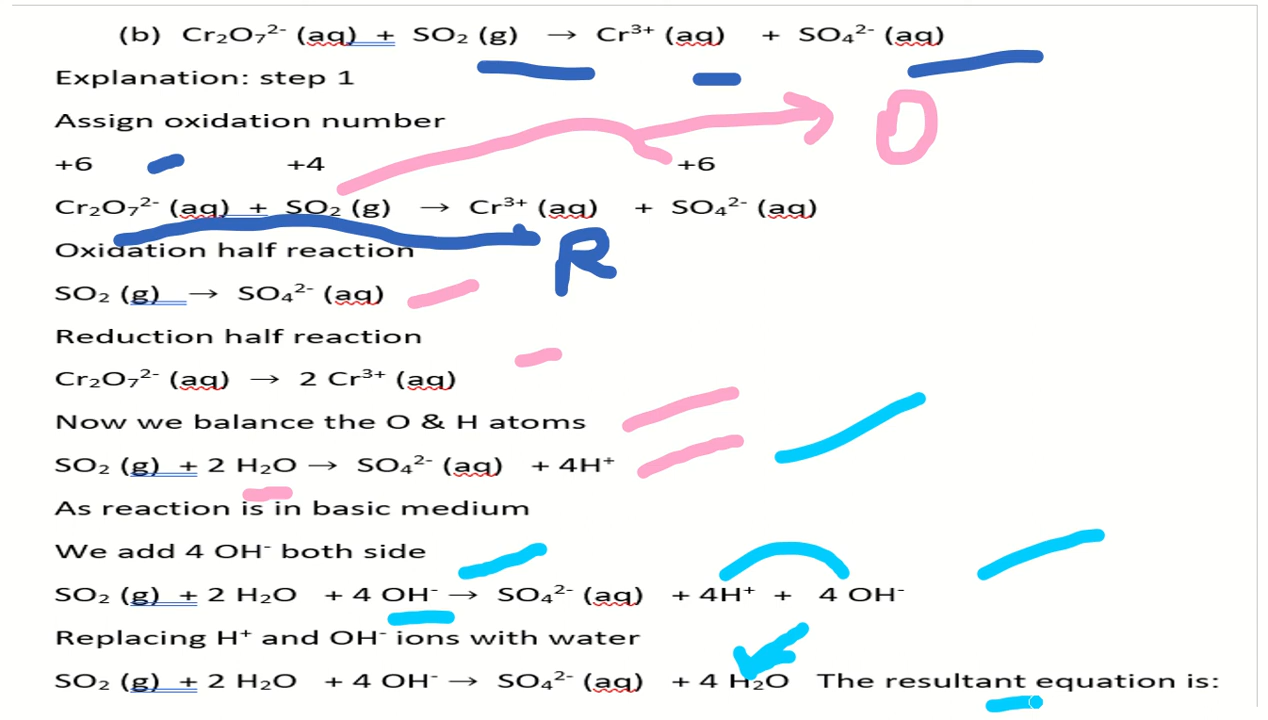 (b) Cr₂O₇²⁻ (aq) + SO₂ (g) → Cr³⁺ (aq) + SO₄²⁻ (aq)
Explanation: step 1
Assign oxidation number
O
+6 +4 +6
Cr₂O₇²⁻ (aq) + SO₂ (g) → Cr³⁺ (aq) + SO₄²⁻ (aq)
Oxidation half reaction
R
SO₂ (g) → SO₄²⁻ (aq)
Reduction half reaction
Cr₂O₇²⁻ (aq) → 2 Cr³⁺ (aq)
Now we balance the O & H atoms
SO₂ (g) + 2 H₂O → SO₄²⁻ (aq) + 4H⁺
As reaction is in basic medium
We add 4 OH⁻ both side
SO₂ (g) + 2 H₂O + 4 OH⁻ → SO₄²⁻ (aq) + 4H⁺ + 4 OH⁻
Replacing H⁺ and OH⁻ ions with water
SO₂ (g) + 2 H₂O + 4 OH⁻ → SO₄²⁻ (aq) + 4 H₂O The resultant equation is: